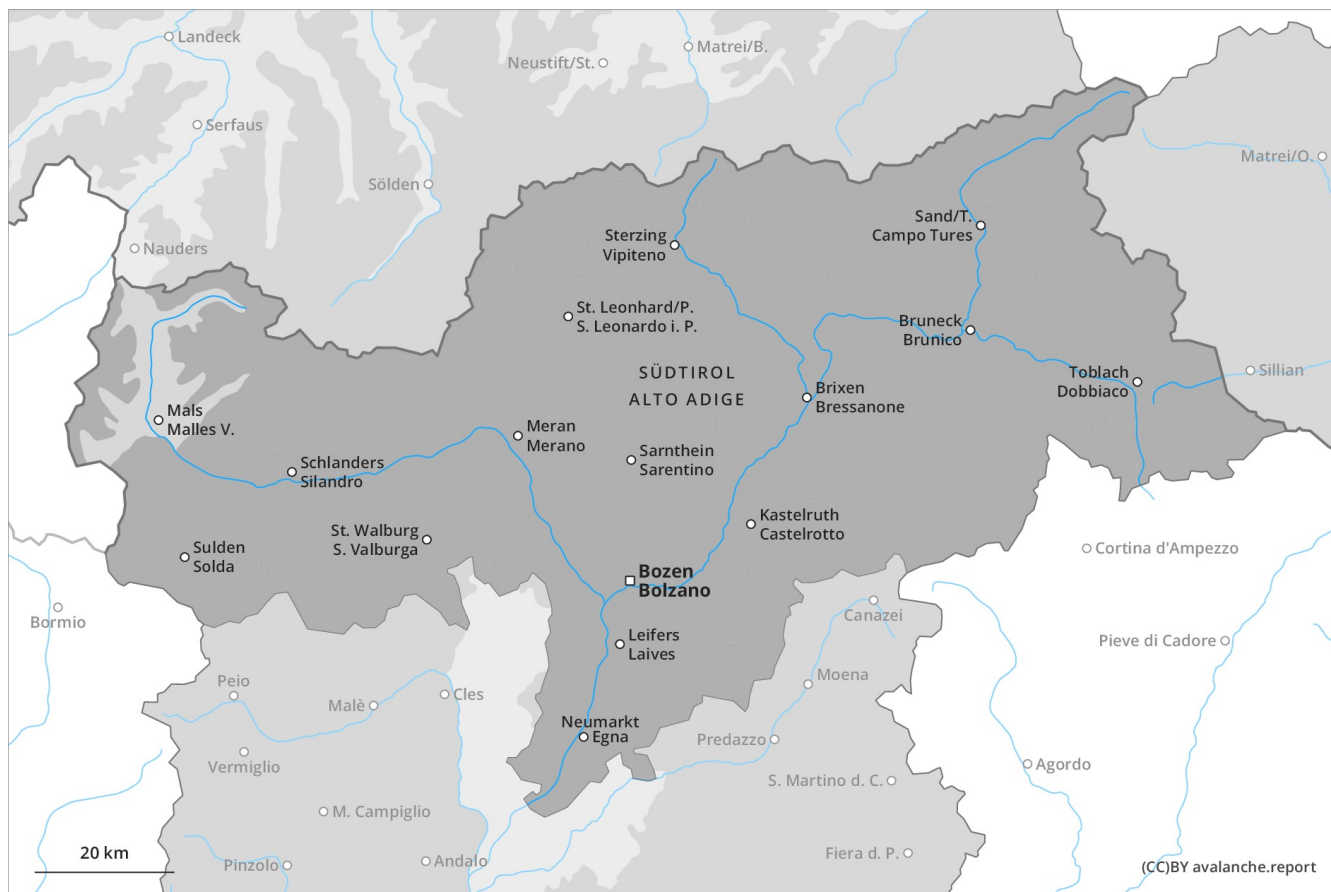 Landeck
Matrei/B.
Neustift/St.
Serfaus
Matrei/O.
Sölden
Sand/T.
Campo Tures
Sterzing
Vipiteno
Nauders
St. Leonhard/P.
S. Leonardo i. P.
Bruneck
Brunico
SÜDTIROL
ALTO ADIGE
Toblach
Dobbiaco
Sillian
Brixen
Bressanone
Mals
Malles V.
Meran
Merano
Sarnthein
Sarentino
Schlanders
Silandro
Kastelruth
Castelrotto
St. Walburg
S. Valburga
Sulden
Solda
Cortina d'Ampezzo
Bozen
Bolzano
Bormio
Canazei
Leifers
Laives
Pieve di Cadore
Moena
Peio
Cles
Malè
Neumarkt
Egna
Predazzo
Vermiglio
Agordo
S. Martino d. C.
M. Campiglio
20 km
Pinzolo
Andalo
Fiera d. P.
(CC)BY avalanche.report